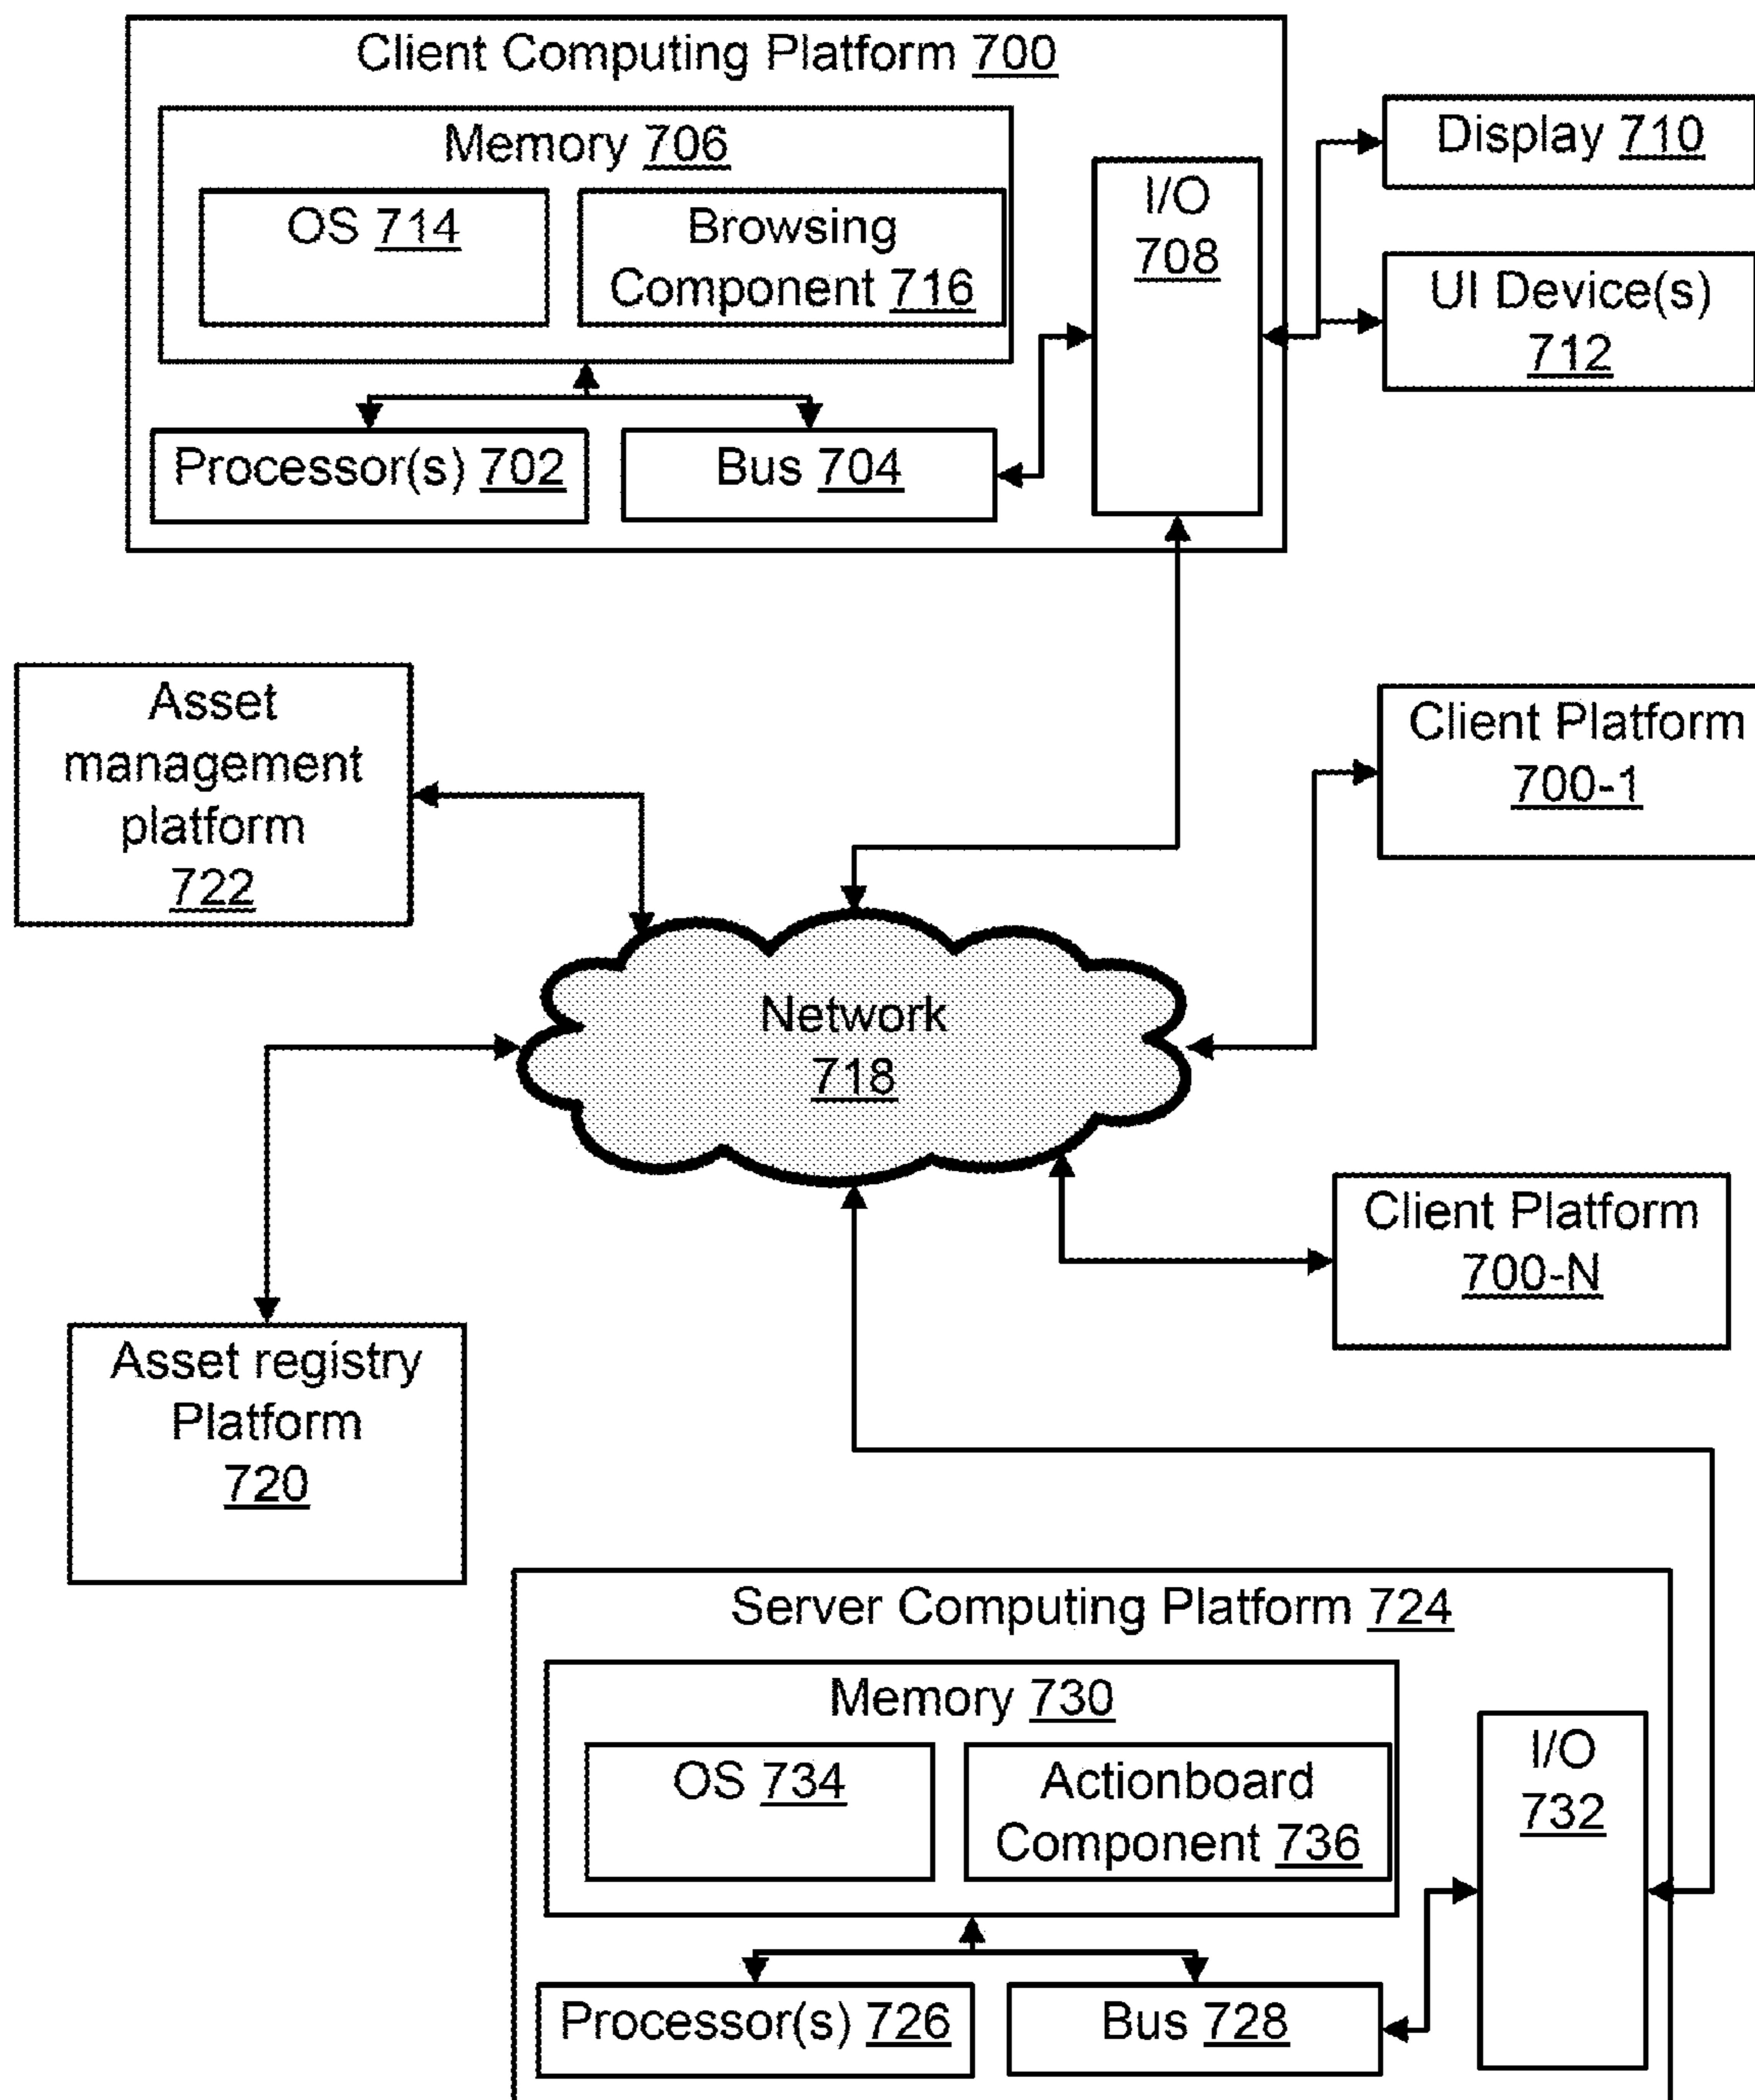 Client Computing Platform 700
Memory 706
OS 714
Browsing
Component 716
I/O
708
Display 710
UI Device(s)
712
Processor(s) 702
Bus 704
Asset
management
platform
722
Client Platform
700-1
Network
718
Client Platform
700-N
Asset registry
Platform
720
Server Computing Platform 724
Memory 730
OS 734
Actionboard
Component 736
I/O
732
Processor(s) 726
Bus 728